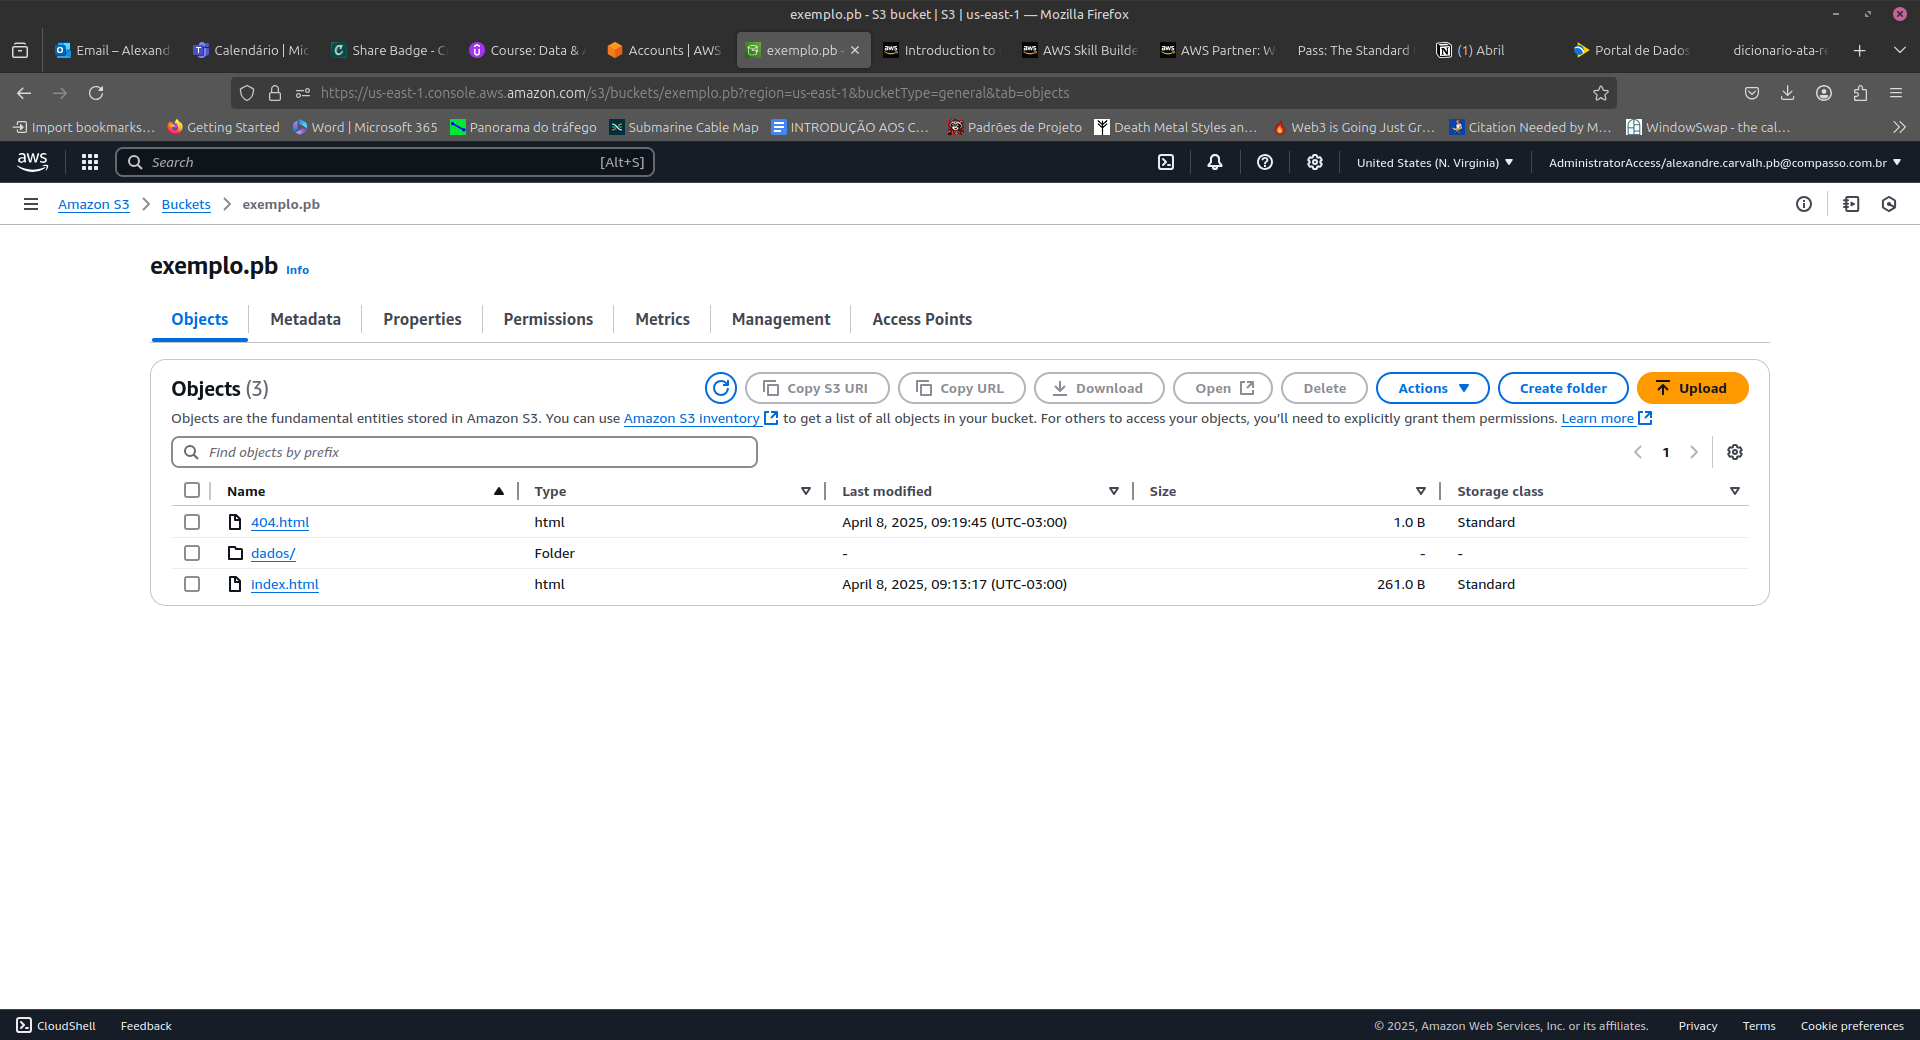 exemplo.pb - S3 bucket | S3 | us-east-1 — Mozilla Firefox
Email – Alexand
Calendário | Mic
Share Badge - C
Course: Data &
Accounts | AWS
exemplo.pb -
Introduction to
AWS Skill Builde
AWS Partner: W
Pass: The Standard
(1) Abril
Portal de Dados
dicionario-ata-re
https://us-east-1.console.aws.amazon.com/s3/buckets/exemplo.pb?region=us-east-1&bucketType=general&tab=objects
Import bookmarks... Getting Started Word | Microsoft 365 Panorama do tráfego Submarine Cable Map INTRODUÇÃO AOS C... Padrões de Projeto Death Metal Styles an... Web3 is Going Just Gr... Citation Needed by M... WindowSwap - the cal...
aws Search [Alt+S] United States (N. Virginia) AdministratorAccess/alexandre.carvalh.pb@compasso.com.br
Amazon S3 Buckets exemplo.pb
exemplo.pb Info
Objects Metadata Properties Permissions Metrics Management Access Points
Objects (3) Copy S3 URI Copy URL Download Open Delete Actions Create folder Upload
Objects are the fundamental entities stored in Amazon S3. You can use Amazon S3 inventory to get a list of all objects in your bucket. For others to access your objects, you'll need to explicitly grant them permissions. Learn more
Find objects by prefix 1
Name Type Last modified Size Storage class
404.html html April 8, 2025, 09:19:45 (UTC-03:00) 1.0 B Standard
dados/ Folder - - -
index.html html April 8, 2025, 09:13:17 (UTC-03:00) 261.0 B Standard
CloudShell Feedback © 2025, Amazon Web Services, Inc. or its affiliates. Privacy Terms Cookie preferences